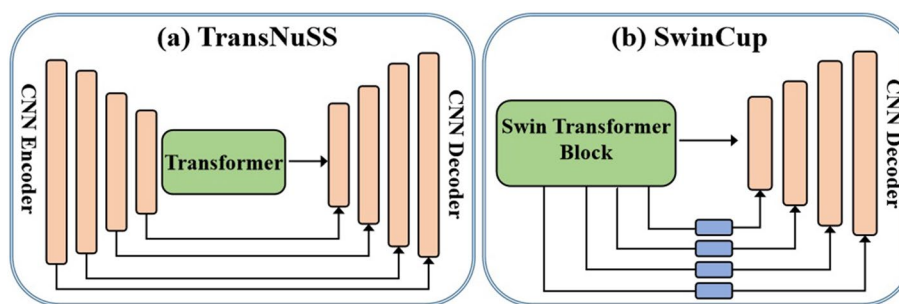 (a) TransNuSS
CNN Encoder
Transformer
CNN Decoder
(b) SwinCup
Swin Transformer
Block
CNN Decoder